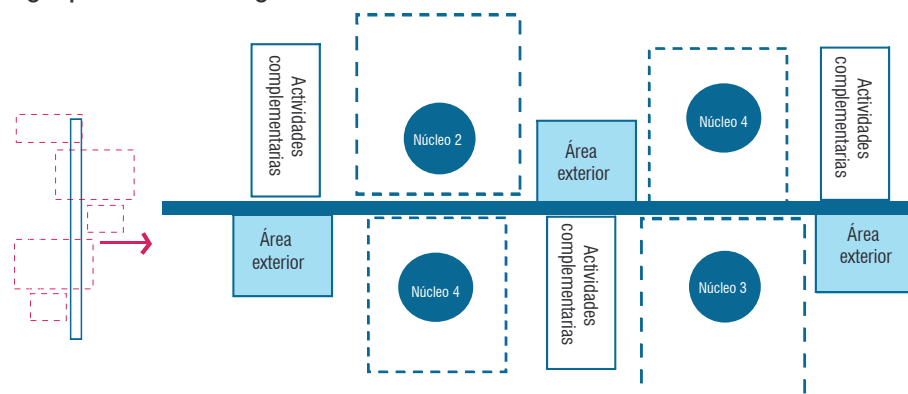 Actividades
complementarias
Núcleo 2
Área
exterior
Núcleo 4
Actividades
complementarias
Área
exterior
Núcleo 4
Actividades
complementarias
Núcleo 3
Área
exterior